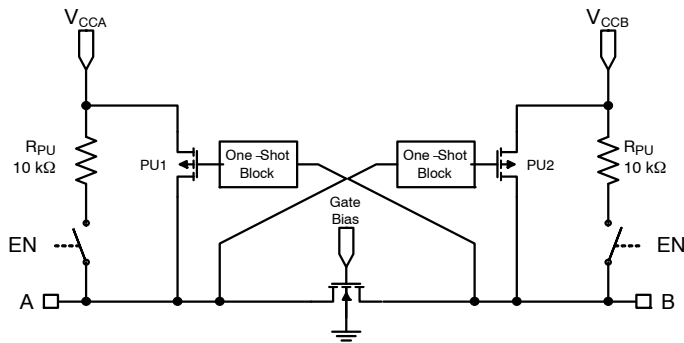 VCCA
VCCB
RPU
10 kΩ
PU1
One -Shot
Block
One -Shot
Block
PU2
RPU
10 kΩ
Gate
Bias
EN
EN
A
B